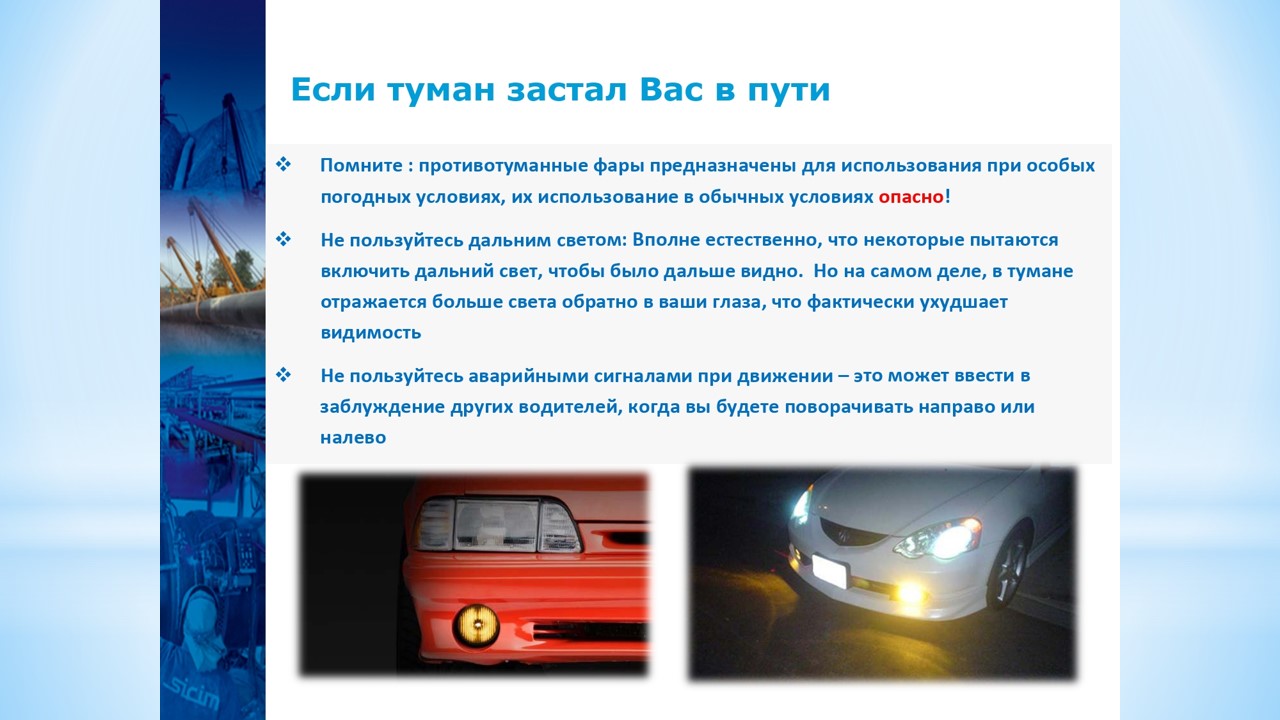 Если туман застал Вас в пути
❖ Помните : противотуманные фары предназначены для использования при особых
погодных условиях, их использование в обычных условиях опасно!
❖ Не пользуйтесь дальним светом: Вполне естественно, что некоторые пытаются
включить дальний свет, чтобы было дальше видно.  Но на самом деле, в тумане
отражается больше света обратно в ваши глаза, что фактически ухудшает
видимость
❖ Не пользуйтесь аварийными сигналами при движении – это может ввести в
заблуждение других водителей, когда вы будете поворачивать направо или
налево
sicim